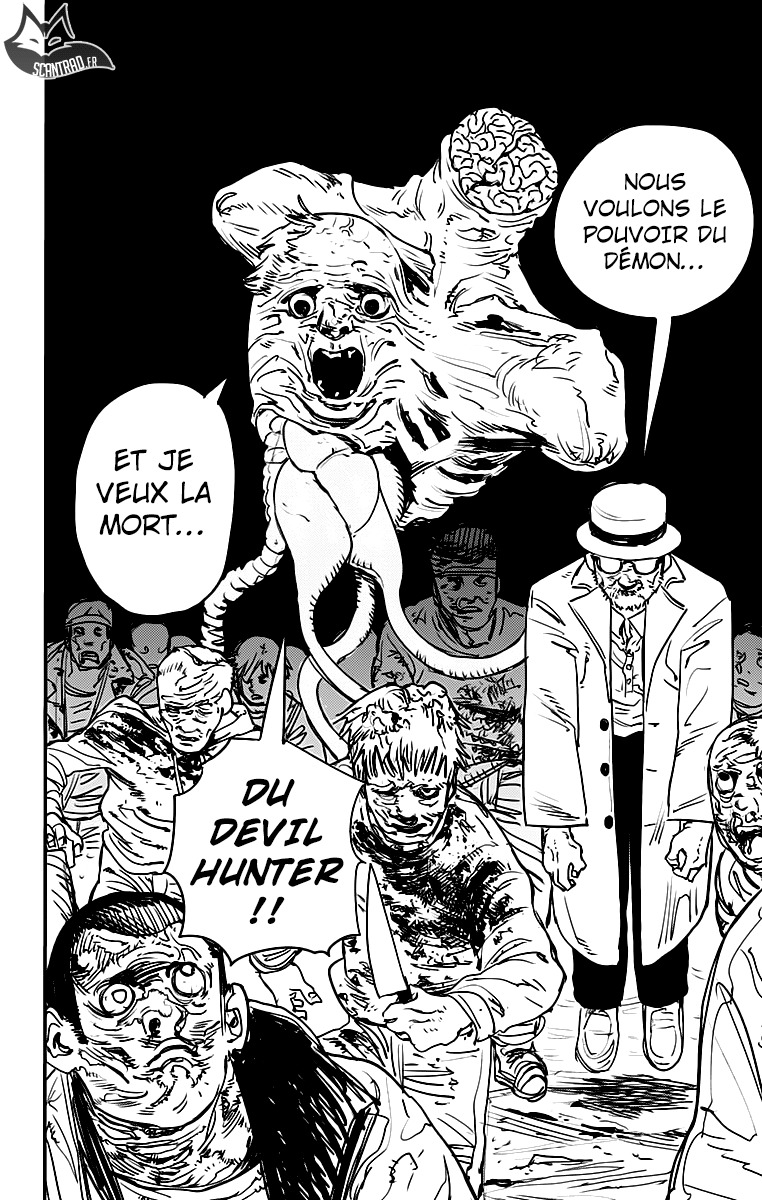 SCANTRAD.FR
NOUS
VOULONS LE
POUVOIR DU
DÉMON...
ET JE
VEUX LA
MORT...
DU
DEVIL
HUNTER
!!